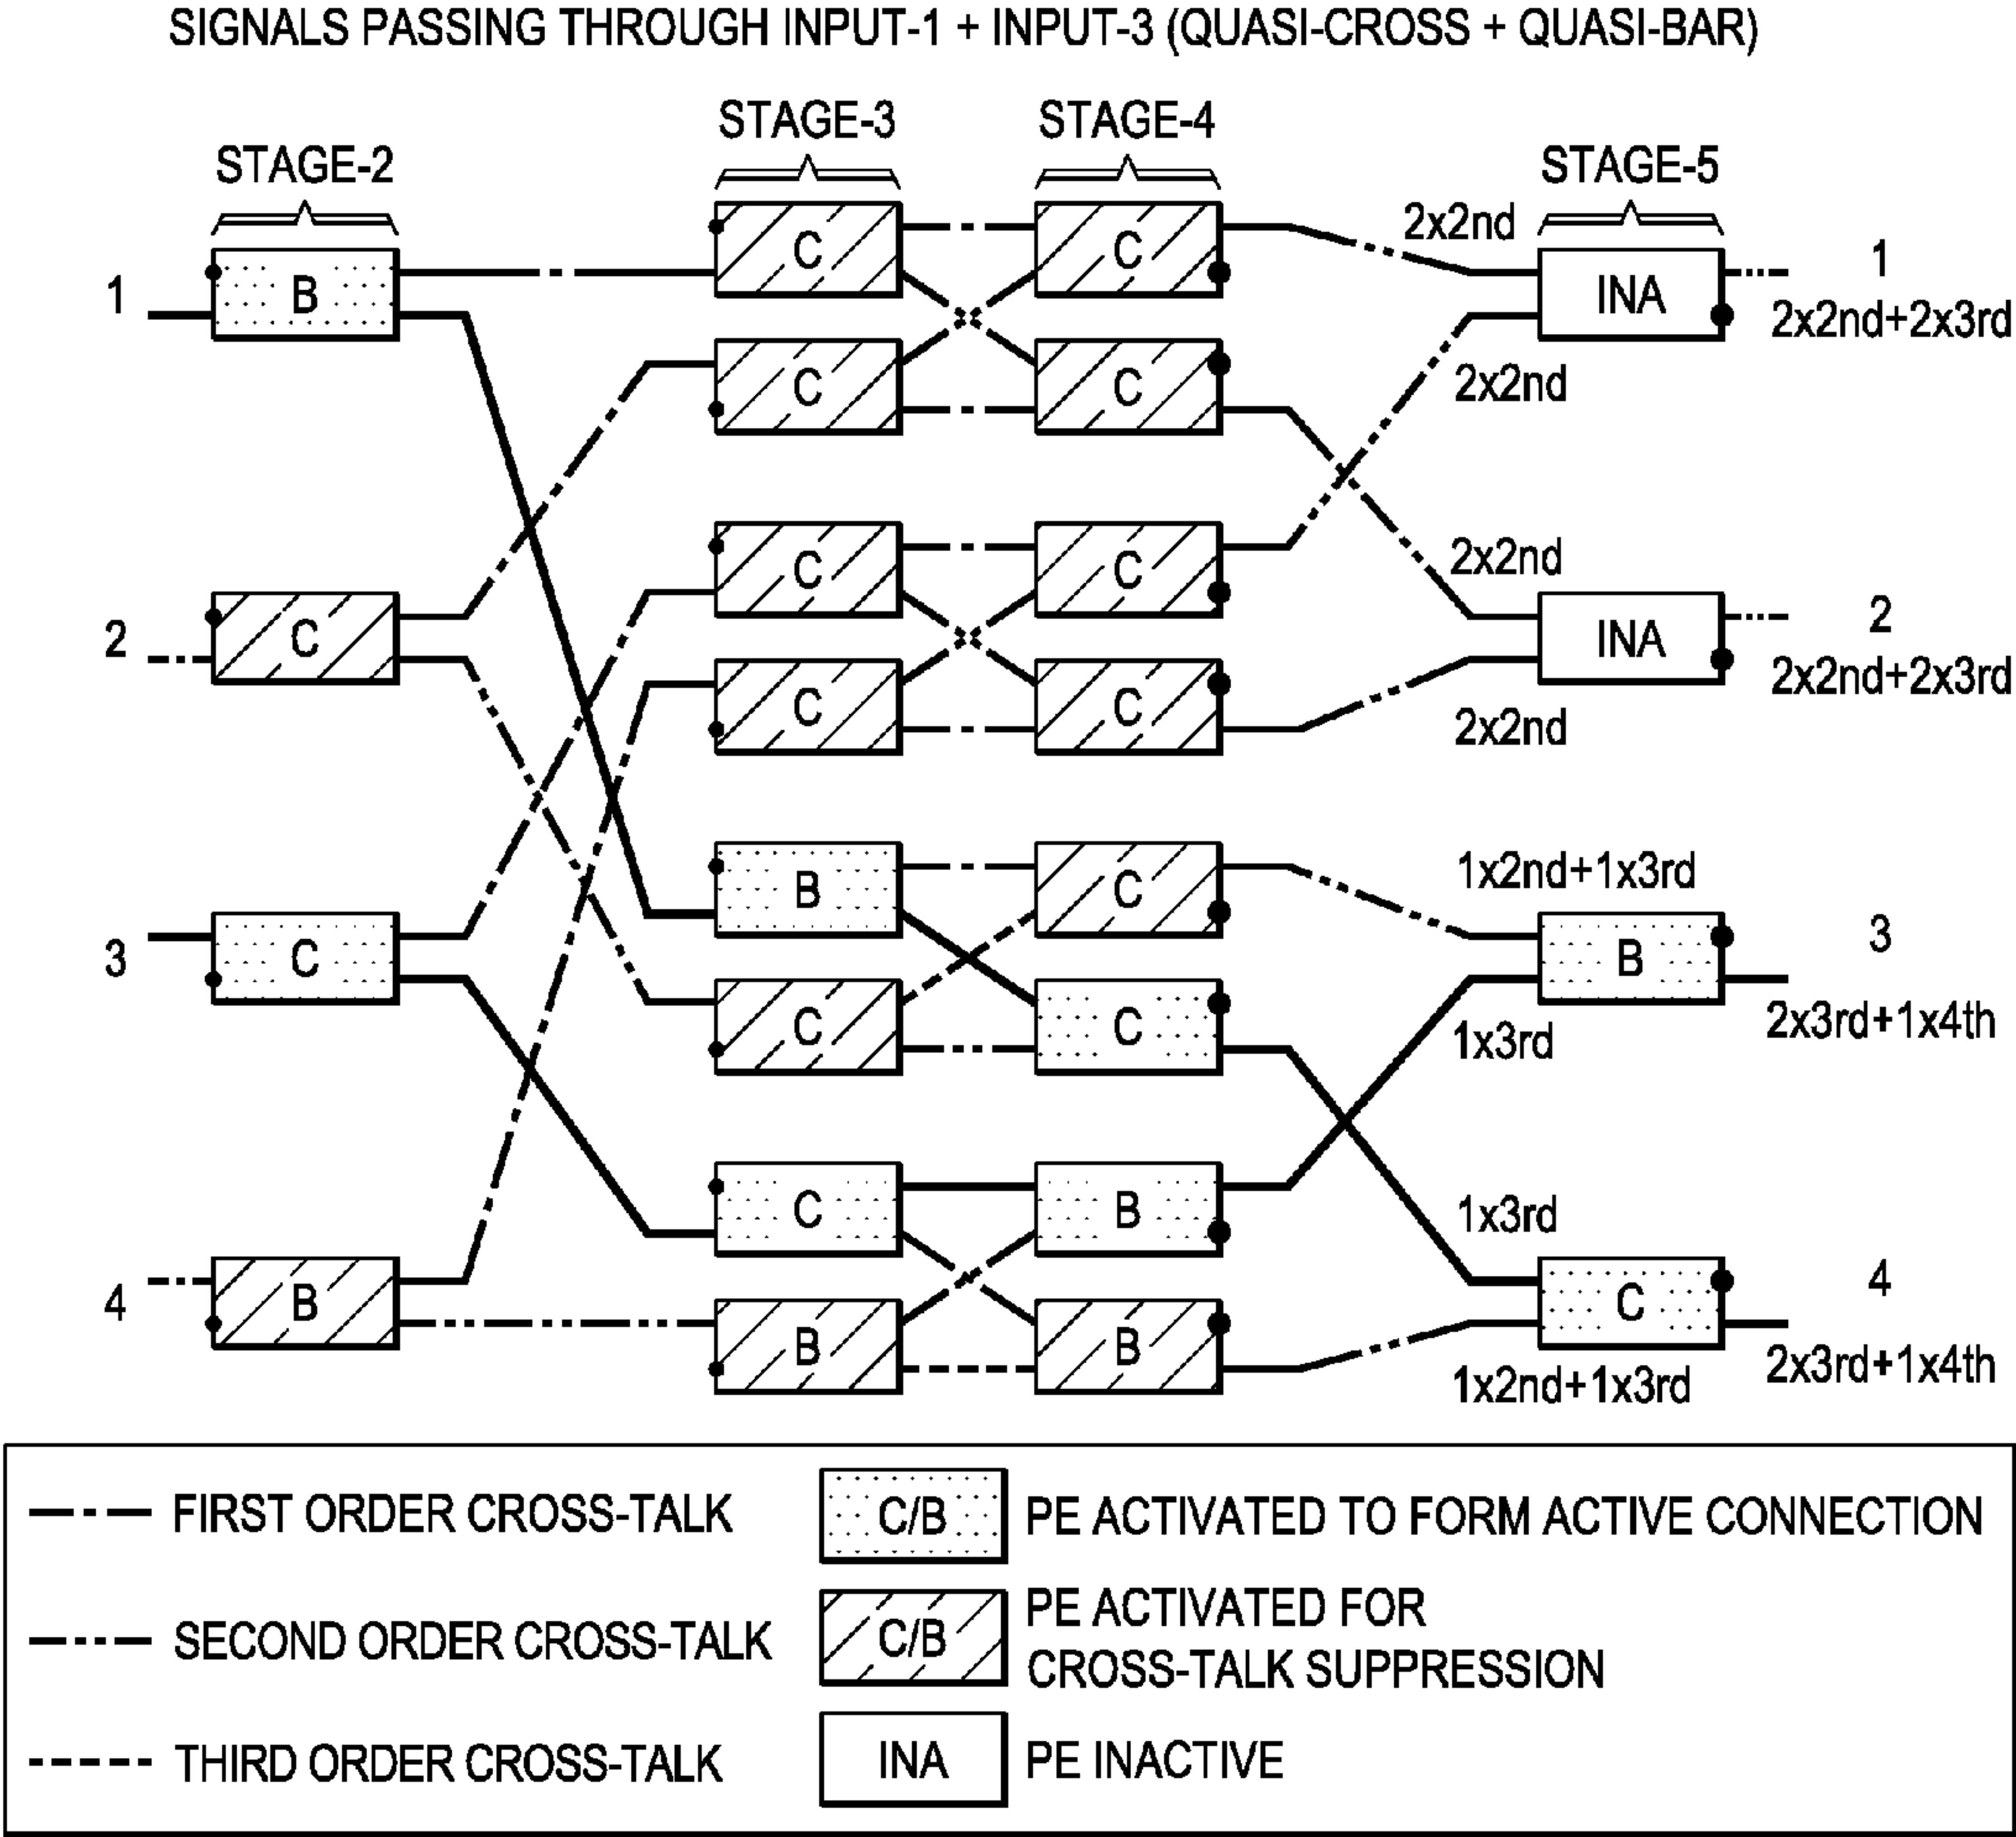 SIGNALS PASSING THROUGH INPUT-1 + INPUT-3 (QUASI-CROSS + QUASI-BAR)
STAGE-2
STAGE-3
STAGE-4
STAGE-5
1
B
C
C
2x2nd
INA
1
2x2nd+2x3rd
C
C
2x2nd
2
C
C
C
2x2nd
INA
2
2x2nd+2x3rd
C
C
2x2nd
3
C
B
C
1x2nd+1x3rd
B
3
2x3rd+1x4th
C
C
1x3rd
4
B
C
B
1x3rd
C
4
2x3rd+1x4th
B
B
1x2nd+1x3rd
FIRST ORDER CROSS-TALK
C/B
PE ACTIVATED TO FORM ACTIVE CONNECTION
SECOND ORDER CROSS-TALK
C/B
PE ACTIVATED FOR
CROSS-TALK SUPPRESSION
THIRD ORDER CROSS-TALK
INA
PE INACTIVE